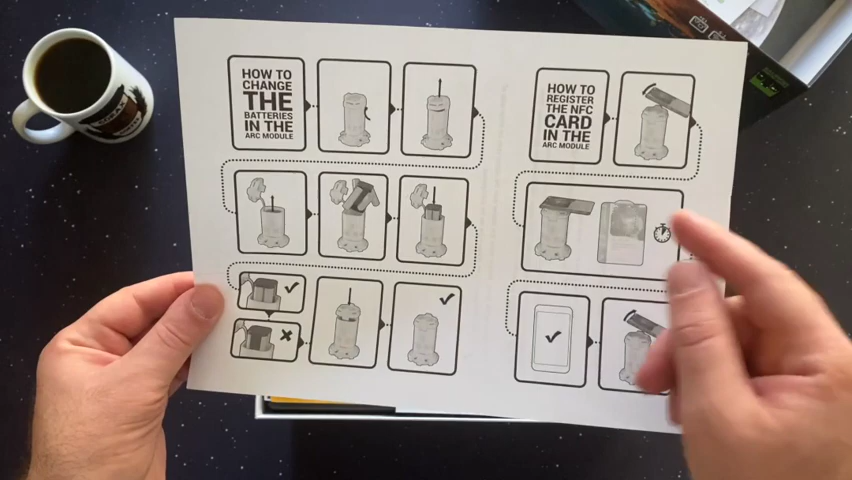 HOW TO
CHANGE
THE
BATTERIES
IN THE
ARC MODULE
HOW TO
REGISTER
THE NFC
CARD
IN THE
ARC MODULE